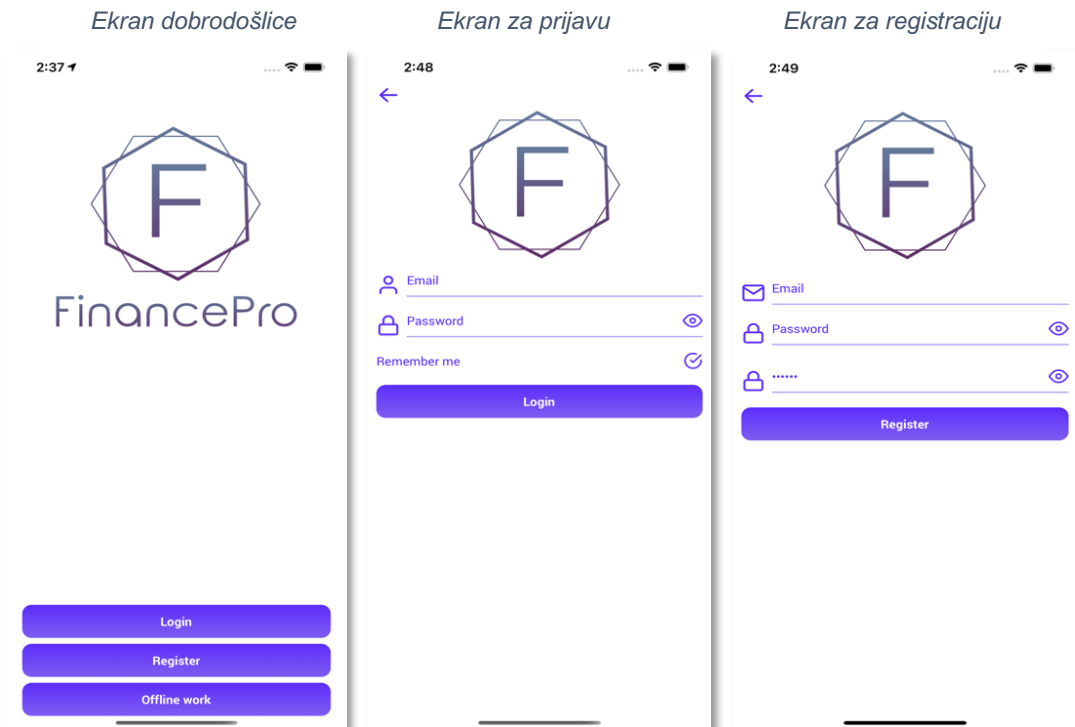 Ekran dobrodošlice
Ekran za prijavu
Ekran za registraciju
2:37
F
FinancePro
Login
Register
Offline work
2:48
F
Email
Password
Remember me
Login
2:49
F
Email
Password
••••••
Register